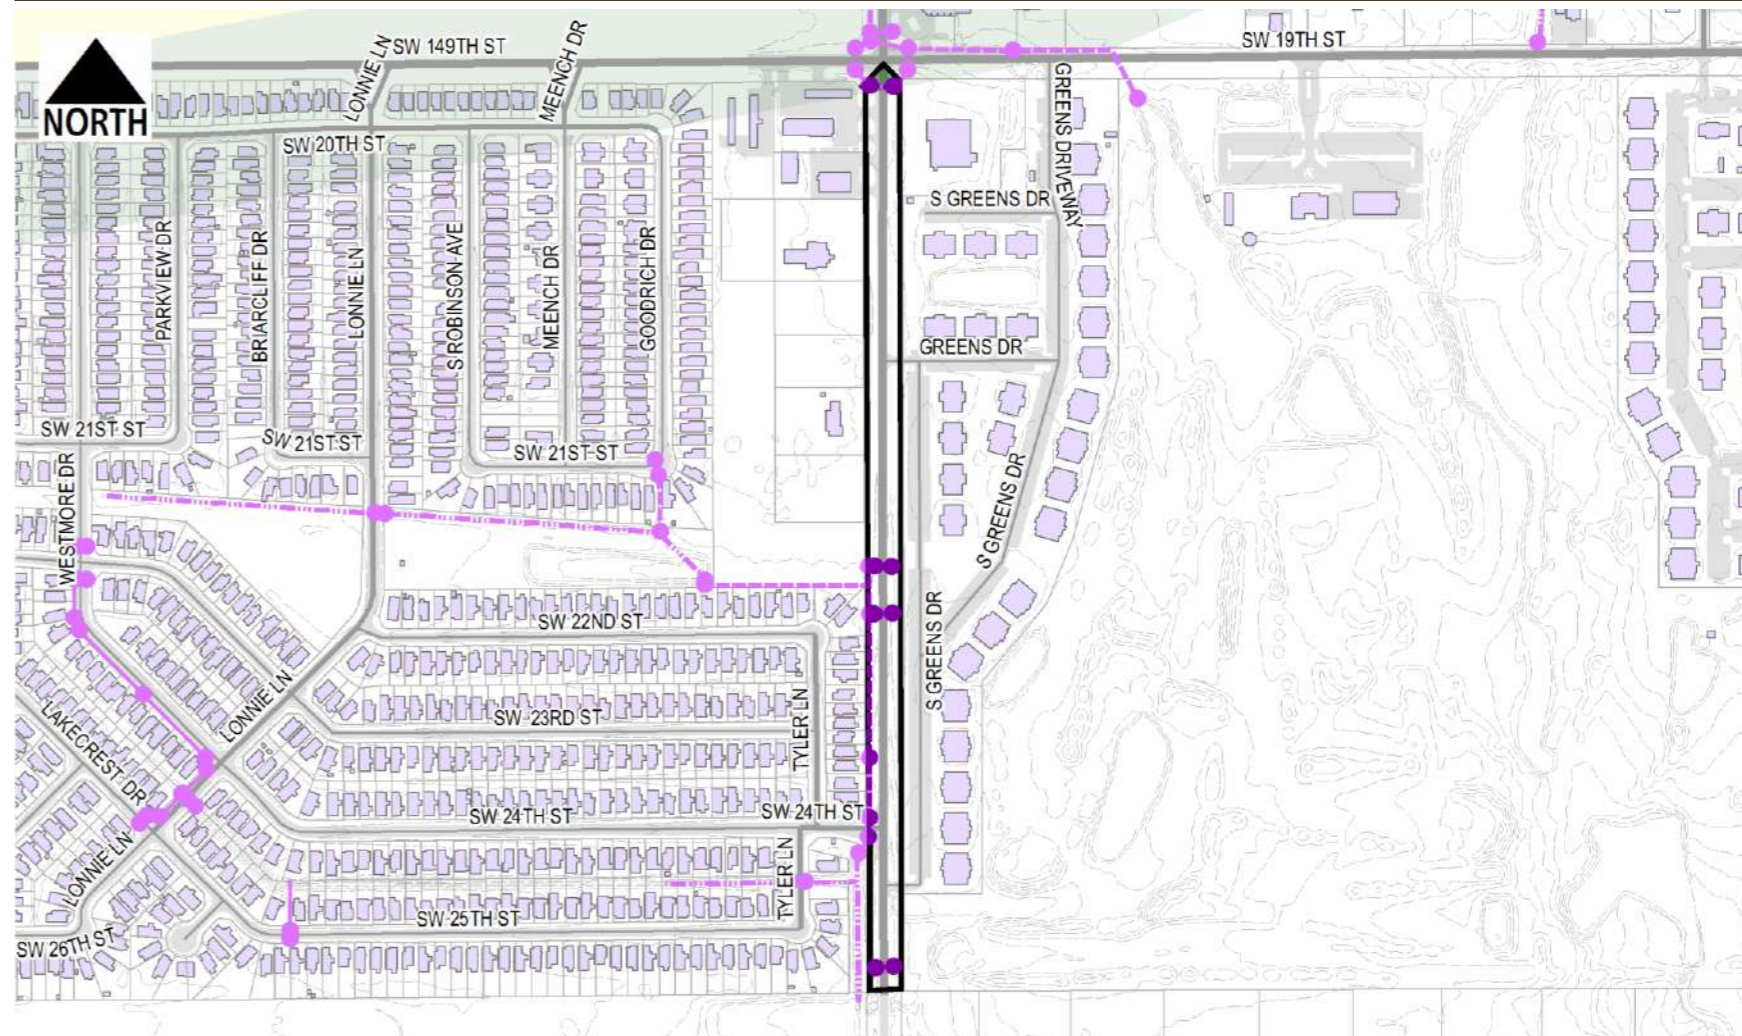 SW 149TH ST
SW 19TH ST
LONNIE LN
MEENCH DR
GREENS DRIVEWAY
NORTH
SW 20TH ST
S GREENS DR
PARKVIEW DR
BRIARCLIFF DR
LONNIE LN
S ROBINSON AVE
MEENCH DR
GOODRICH DR
GREENS DR
SW 21ST ST
SW 21ST ST
SW 21ST ST
WESTMORE DR
S GREENS DR
SW 22ND ST
S GREENS DR
LONNIE LN
SW 23RD ST
TYLER LN
LAKECREST DR
SW 24TH ST
SW 24TH ST
LONNIE LN
TYLER LN
SW 25TH ST
SW 26TH ST